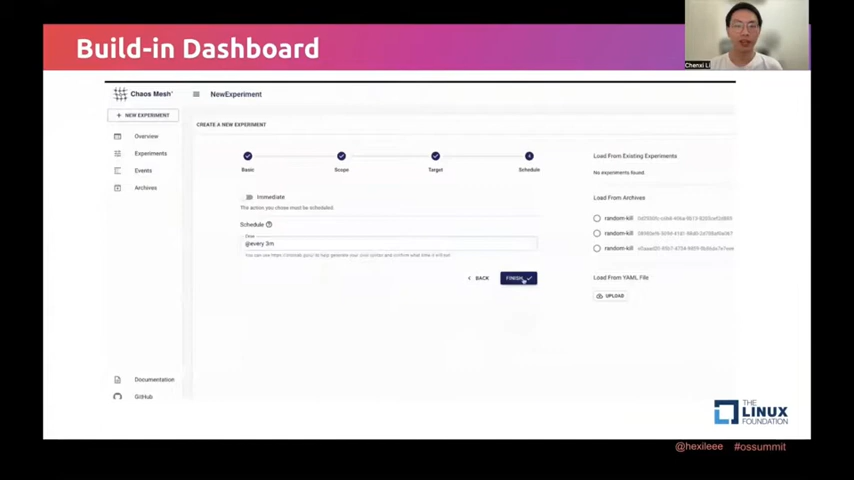 Build-in Dashboard
Chenxi Li
Chaos Mesh
NewExperiment
+ NEW EXPERIMENT
Overview
Experiments
Events
Archives
Documentation
GitHub
CREATE A NEW EXPERIMENT
Basic
Scope
Target
Schedule
Immediate
The action you chose must be scheduled.
Schedule
@every 3m
BACK
FINISH
Load From Existing Experiments
No experiments found.
Load From Archives
random-kill
random-kill
random-kill
Load From YAML File
UPLOAD
THE
LINUX
FOUNDATION
@hexileee #ossummit